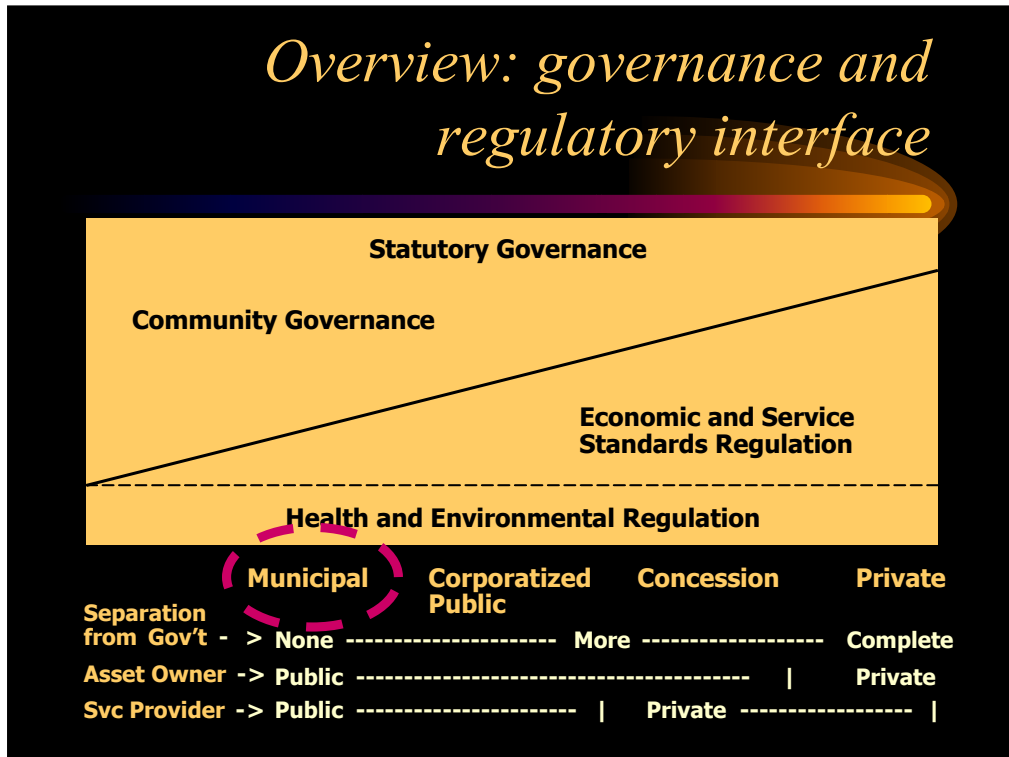 Overview: governance and
regulatory interface
Statutory Governance
Community Governance
Economic and Service
Standards Regulation
Health and Environmental Regulation
Municipal Corporatized Concession Private
Public
Separation
from Gov't - > None ---------------------- More ------------------- Complete
Asset Owner -> Public ----------------------------------------- | Private
Svc Provider -> Public ----------------------- | Private ------------------ |